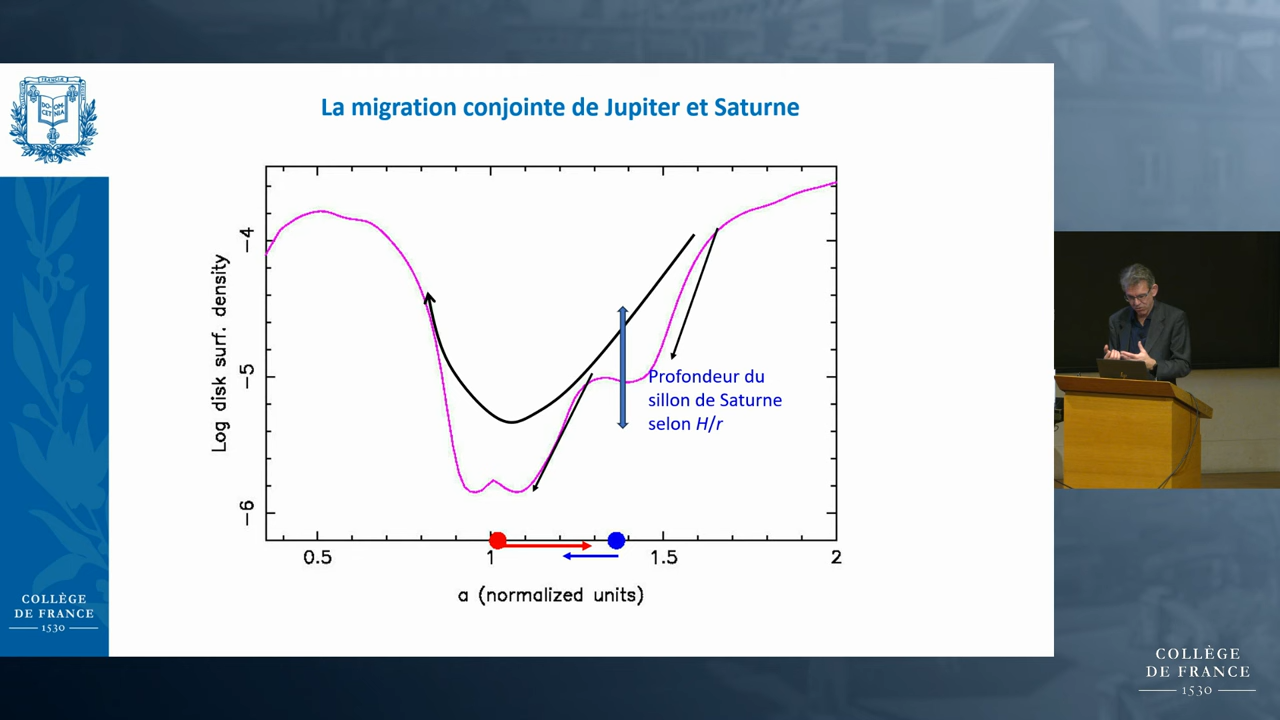 La migration conjointe de Jupiter et Saturne
Log disk surf. density
-4
-5
-6
Profondeur du
sillon de Saturne
selon H/r
0.5
1
1.5
2
a (normalized units)
COLLÈGE
DE FRANCE
1530
COLLÈGE
DE FRANCE
1530